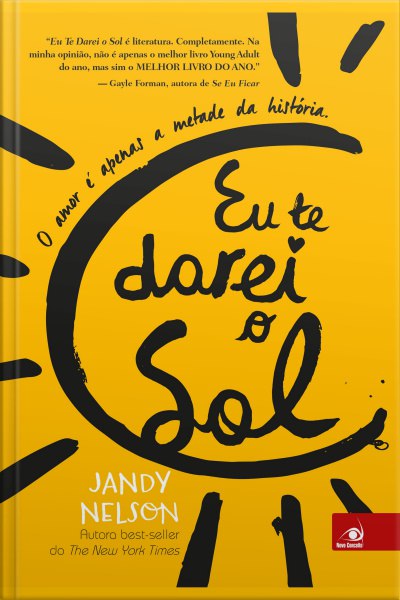 "Eu Te Darei o Sol é literatura. Completamente. Na
minha opinião, não é apenas o melhor livro Young Adult
do ano, mas sim o MELHOR LIVRO DO ANO."
— Gayle Forman, autora de Se Eu Ficar
O amor é apenas a metade da história.
Eu te
darei
o
Sol
JANDY
NELSON
Autora best-seller
do The New York Times
Novo Conceito